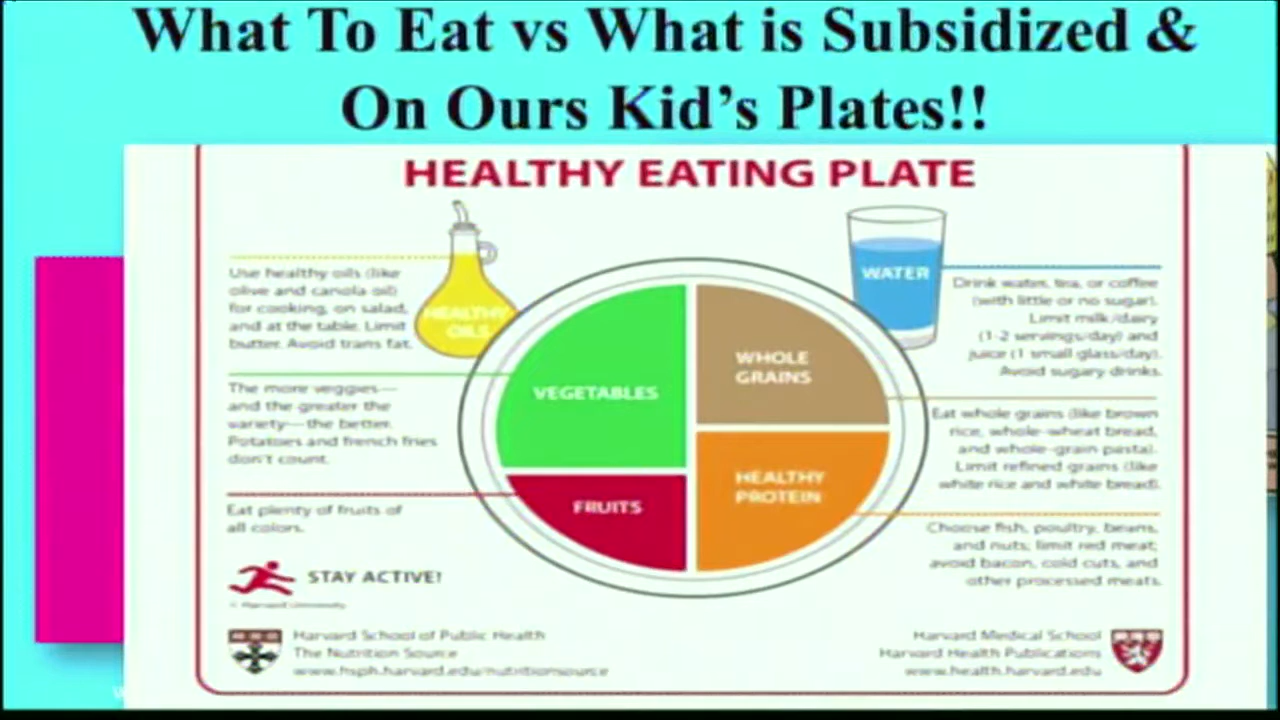 What To Eat vs What is Subsidized &
On Ours Kid's Plates!!
HEALTHY EATING PLATE
HEALTHY
OILS
WATER
Use healthy oils (like
olive and canola oil)
for cooking, on salad,
and at the table. Limit
butter. Avoid trans fat.
The more veggies—
and the greater the
variety—the better.
Potatoes and french fries
don't count.
Eat plenty of fruits of
all colors.
VEGETABLES
FRUITS
WHOLE
GRAINS
HEALTHY
PROTEIN
Drink water, tea, or coffee
(with little or no sugar).
Limit milk/dairy
(1-2 servings/day) and
juice (1 small glass/day).
Avoid sugary drinks.
Eat whole grains (like brown
rice, whole-wheat bread,
and whole-grain pasta).
Limit refined grains (like
white rice and white bread).
Choose fish, poultry, beans,
and nuts; limit red meat;
avoid bacon, cold cuts, and
other processed meats.
STAY ACTIVE!
© Harvard University
Harvard School of Public Health
The Nutrition Source
www.hsph.harvard.edu/nutritionsource
Harvard Medical School
Harvard Health Publications
www.health.harvard.edu